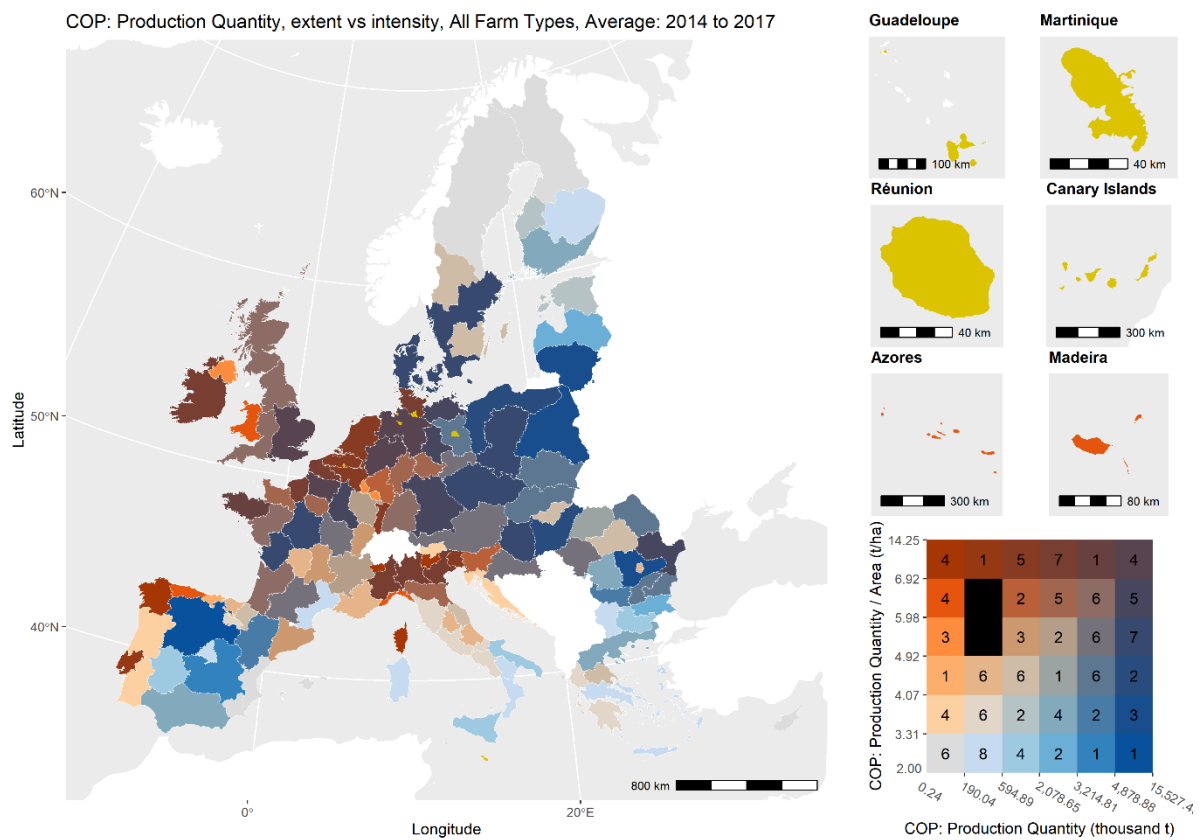 COP: Production Quantity, extent vs intensity, All Farm Types, Average: 2014 to 2017
60°N
50°N
40°N
Latitude
0°
20°E
Longitude
800 km
Guadeloupe
100 km
Martinique
40 km
Réunion
40 km
Canary Islands
300 km
Azores
300 km
Madeira
80 km
COP: Production Quantity / Area (t/ha)
14.25
4 1 5 7 1 4
6.92
4 2 5 6 5
5.98
3 3 2 6 7
4.92
1 6 6 1 6 2
4.07
4 6 2 4 2 3
3.31
6 8 4 2 1 1
2.00
0.24 190.04 594.89 2,078.65 3,214.81 4,878.88
COP: Production Quantity (thousand t)